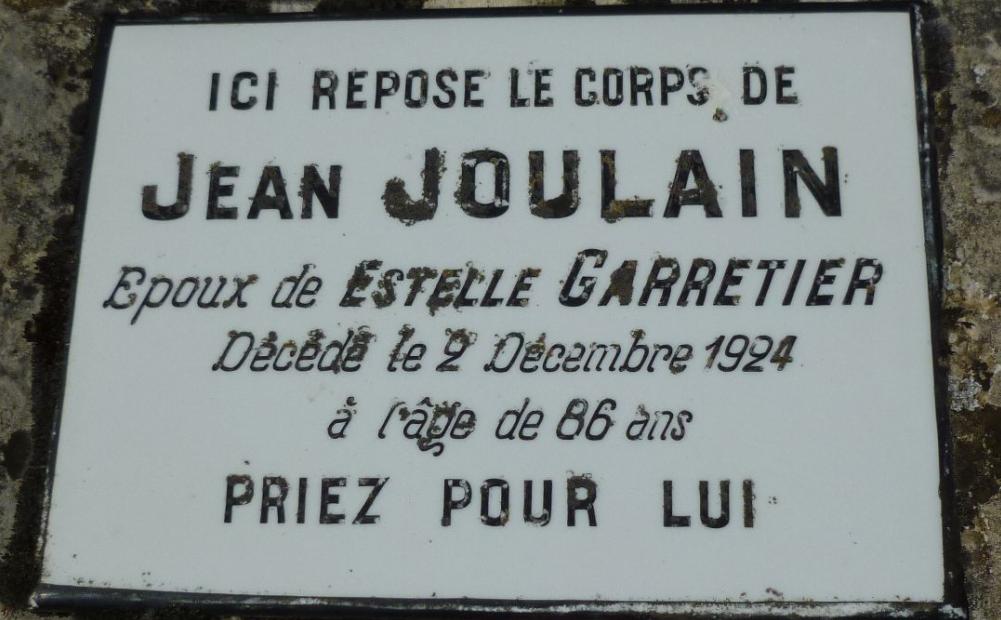 ICI REPOSE LE CORPS DE
JEAN JOULAIN
Epoux de ESTELLE GARRETIER
Décédé le 2 Décembre 1924
à l'âge de 86 ans
PRIEZ POUR LUI